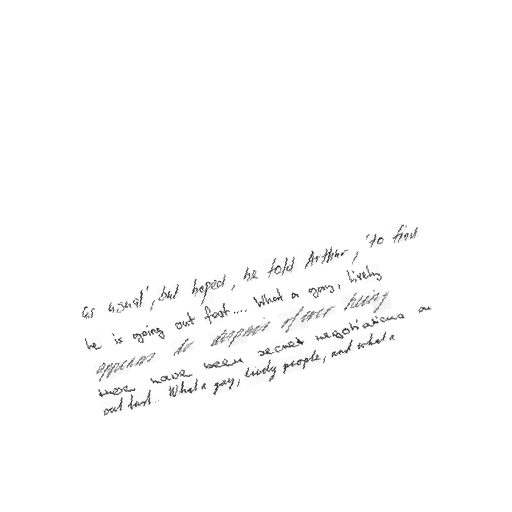 as usual', but hoped, he told Arthur, 'to find
he is going out fast.... What a gay, lively
appears to despair of ever being
there have been secret negotiations on
out last.. What a gay, lively people, and what a